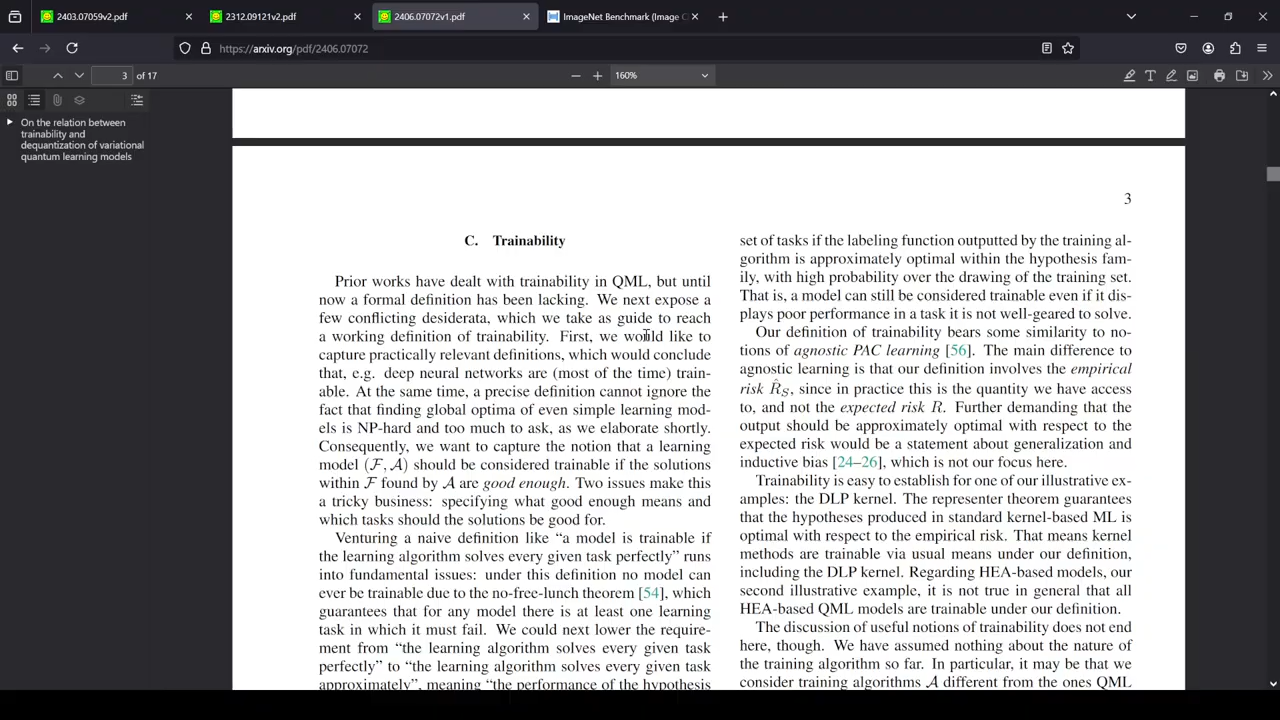 2403.07059v2.pdf
2312.09121v2.pdf
2406.07072v1.pdf
ImageNet Benchmark (Image C
https://arxiv.org/pdf/2406.07072
3 of 17
160%
On the relation between
trainability and
dequantization of variational
quantum learning models
3
C. Trainability
Prior works have dealt with trainability in QML, but until
now a formal definition has been lacking. We next expose a
few conflicting desiderata, which we take as guide to reach
a working definition of trainability. First, we would like to
capture practically relevant definitions, which would conclude
that, e.g. deep neural networks are (most of the time) train-
able. At the same time, a precise definition cannot ignore the
fact that finding global optima of even simple learning mod-
els is NP-hard and too much to ask, as we elaborate shortly.
Consequently, we want to capture the notion that a learning
model (ℱ, 𝒜) should be considered trainable if the solutions
within ℱ found by 𝒜 are good enough. Two issues make this
a tricky business: specifying what good enough means and
which tasks should the solutions be good for.
Venturing a naive definition like “a model is trainable if
the learning algorithm solves every given task perfectly” runs
into fundamental issues: under this definition no model can
ever be trainable due to the no-free-lunch theorem [54], which
guarantees that for any model there is at least one learning
task in which it must fail. We could next lower the require-
ment from “the learning algorithm solves every given task
perfectly” to “the learning algorithm solves every given task
approximately”, meaning “the performance of the hypothesis
set of tasks if the labeling function outputted by the training al-
gorithm is approximately optimal within the hypothesis fam-
ily, with high probability over the drawing of the training set.
That is, a model can still be considered trainable even if it dis-
plays poor performance in a task it is not well-geared to solve.
Our definition of trainability bears some similarity to no-
tions of agnostic PAC learning [56]. The main difference to
agnostic learning is that our definition involves the empirical
risk R̂S, since in practice this is the quantity we have access
to, and not the expected risk R. Further demanding that the
output should be approximately optimal with respect to the
expected risk would be a statement about generalization and
inductive bias [24–26], which is not our focus here.
Trainability is easy to establish for one of our illustrative ex-
amples: the DLP kernel. The representer theorem guarantees
that the hypotheses produced in standard kernel-based ML is
optimal with respect to the empirical risk. That means kernel
methods are trainable via usual means under our definition,
including the DLP kernel. Regarding HEA-based models, our
second illustrative example, it is not true in general that all
HEA-based QML models are trainable under our definition.
The discussion of useful notions of trainability does not end
here, though. We have assumed nothing about the nature of
the training algorithm so far. In particular, it may be that we
consider training algorithms 𝒜 different from the ones QML